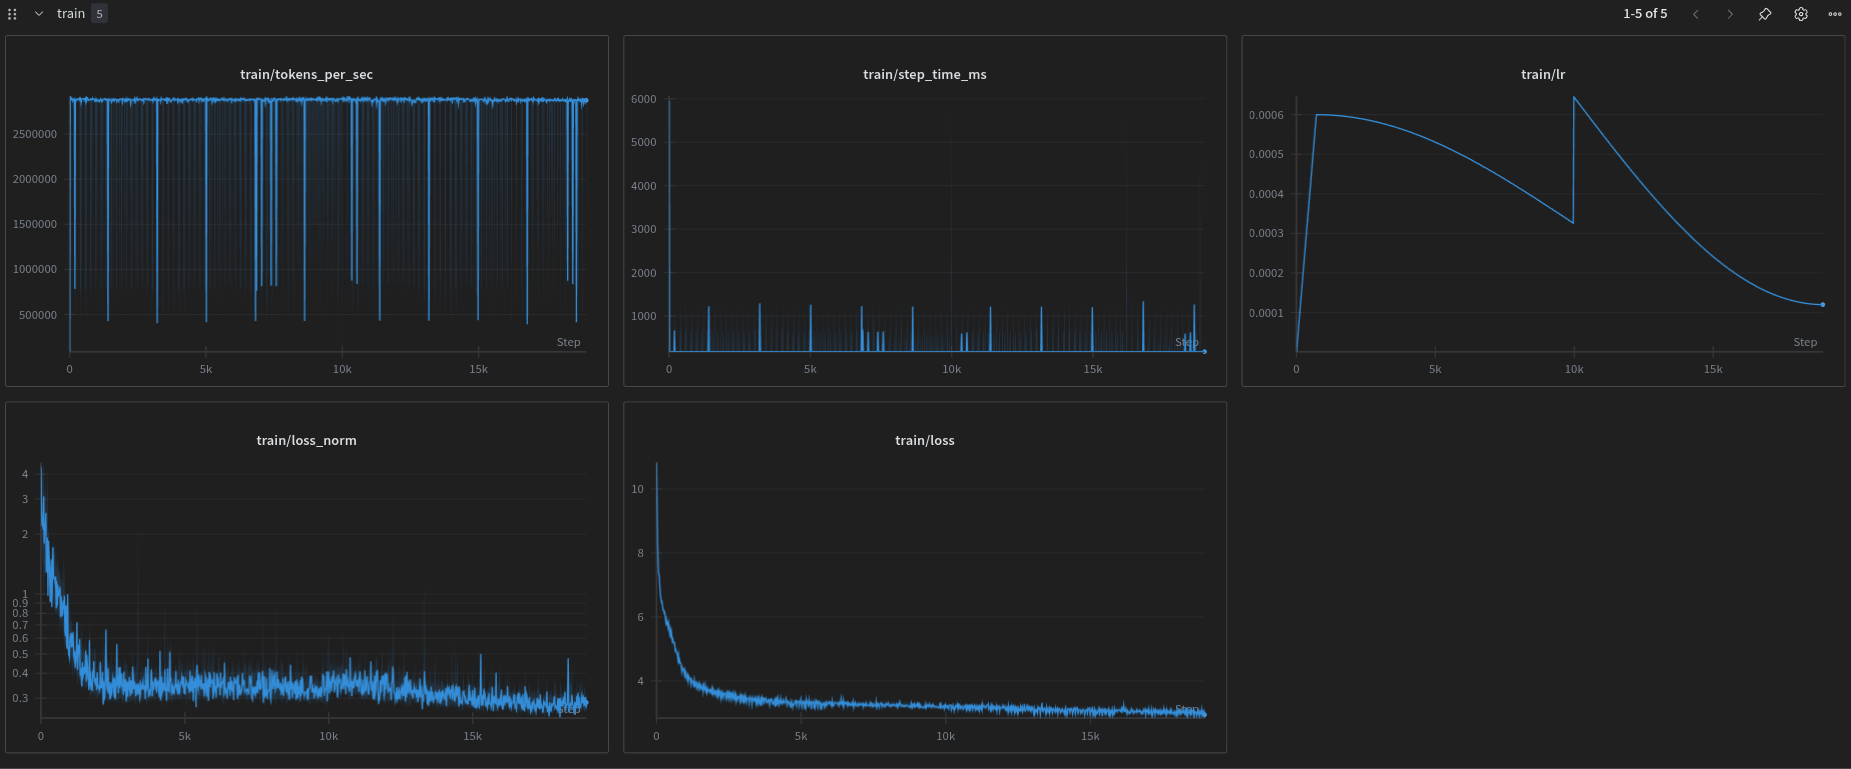 train 5
1-5 of 5
train/tokens_per_sec
2500000
2000000
1500000
1000000
500000
Step
0 5k 10k 15k
train/step_time_ms
6000
5000
4000
3000
2000
1000
Step
0 5k 10k 15k
train/lr
0.0006
0.0005
0.0004
0.0003
0.0002
0.0001
Step
0 5k 10k 15k
train/loss_norm
4
3
2
1
0.9
0.8
0.7
0.6
0.5
0.4
0.3
Step
0 5k 10k 15k
train/loss
10
8
6
4
Step
0 5k 10k 15k